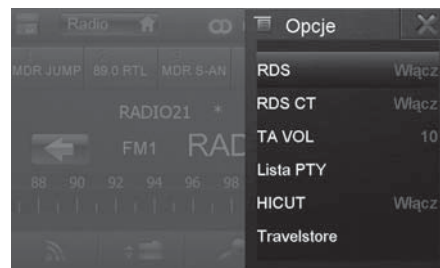 Radio
Opcje
MDR JUMP 89.0 RTL MDR S-AN
RDS Włącz
RADIO21 *
RDS CT Włącz
FM1 RAD
TA VOL 10
Lista PTY
88 90 92 94 96 98
HICUT Włącz
Travelstore